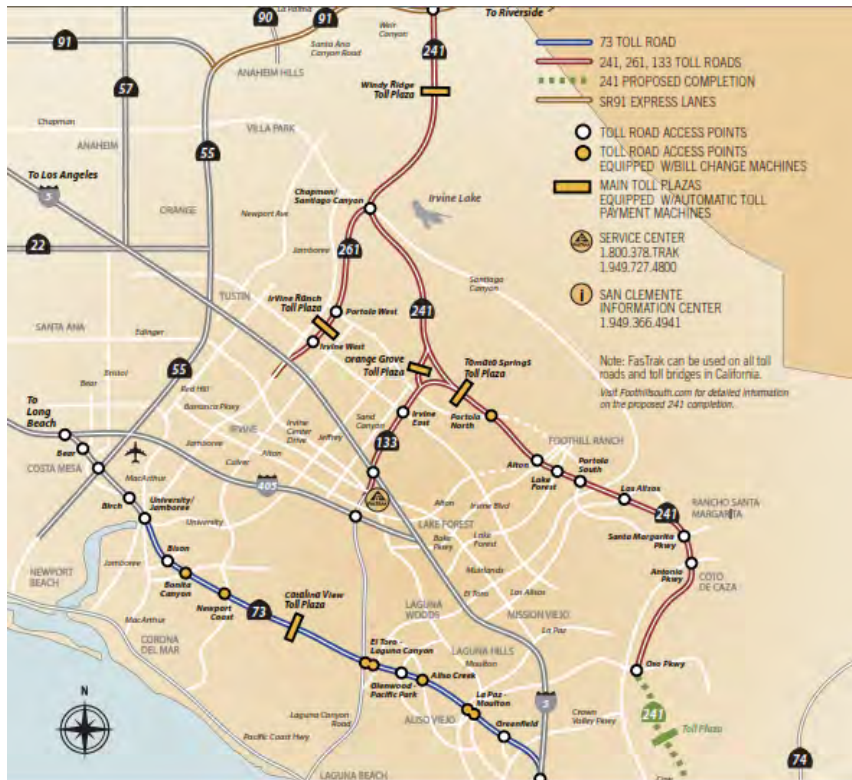 To Riverside
La Palma
90
91
Weir
Canyon
241
91
Santa Ana
Canyon Road
ANAHEIM HILLS
57
Windy Ridge
Toll Plaza
Chapman
VILLA PARK
ANAHEIM
55
To Los Angeles
5
Chapman/
Santiago Canyon
Irvine Lake
ORANGE
Newport Ave
22
Jamboree
261
Santiago
Canyon
TUSTIN
Irvine Ranch
Toll Plaza
Portola West
241
SANTA ANA
Edinger
Irvine West
Orange Grove
Toll Plaza
Tomato Springs
Toll Plaza
Bristol
55
Bear
Red Hill
To
Long
Beach
Barranca Pkwy
IRVINE
Irvine
Center
Drive
Jeffrey
Sand
Canyon
Irvine
East
Portola
North
133
FOOTHILL RANCH
Bear
Jamboree
Alton
Culver
COSTA MESA
MacArthur
405
Alton
Lake
Forest
Portola
South
Los Alisos
RANCHO SANTA
MARGARITA
241
Birch
University/
Jamboree
University
Alton
Irvine Blvd
LAKE FOREST
Bake
Pkwy
Lake
Forest
Santa Margarita
Pkwy
Bison
Jamboree
NEWPORT
BEACH
Bonita
Canyon
Newport
Coast
73
Catalina View
Toll Plaza
Muirlands
El Toro
Los Alisos
Antonio
Pkwy
COTO
DE CAZA
MacArthur
CORONA
DEL MAR
LAGUNA
WOODS
MISSION VIEJO
La Paz
El Toro -
Laguna Canyon
LAGUNA HILLS
Moulton
Glenwood -
Pacific Park
Aliso Creek
Oso Pkwy
La Paz -
Moulton
5
N
Laguna Canyon
Road
ALISO VIEJO
Greenfield
Crown
Valley Pkwy
241
Toll Plaza
Pacific Coast Hwy
74
LAGUNA BEACH
73 TOLL ROAD
241, 261, 133 TOLL ROADS
241 PROPOSED COMPLETION
SR91 EXPRESS LANES
TOLL ROAD ACCESS POINTS
TOLL ROAD ACCESS POINTS
EQUIPPED W/BILL CHANGE MACHINES
MAIN TOLL PLAZAS
EQUIPPED W/AUTOMATIC TOLL
PAYMENT MACHINES
SERVICE CENTER
1.800.378.TRAK
1.949.727.4800
i
SAN CLEMENTE
INFORMATION CENTER
1.949.366.4941
Note: FasTrak can be used on all toll
roads and toll bridges in California.
Visit Foothillsouth.com for detailed information
on the proposed 241 completion.